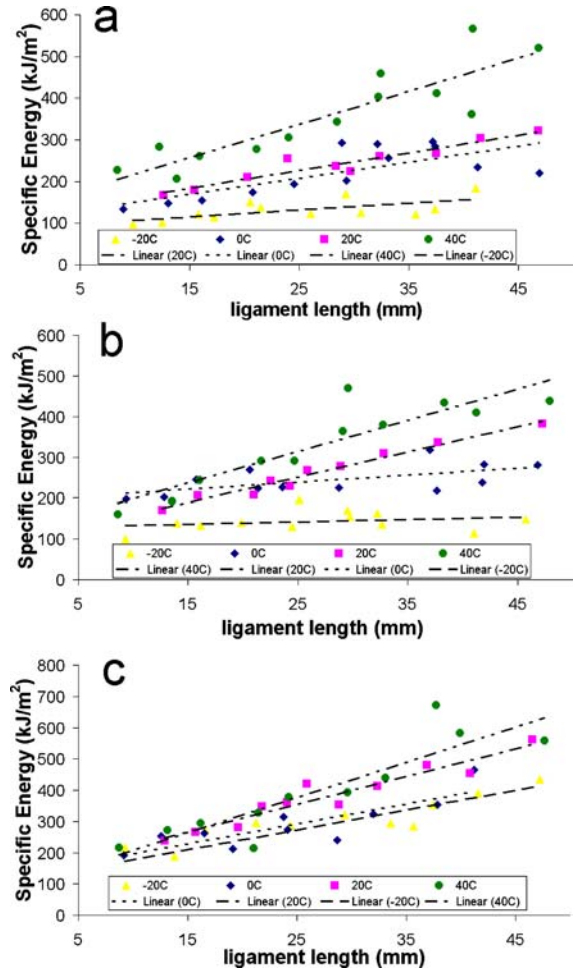 a
600
500
400
300
200
100
0
Specific Energy (kJ/m²)
-20C 0C 20C 40C
Linear (20C) Linear (0C) Linear (40C) Linear (-20C)
5 15 25 35 45
ligament length (mm)
b
600
500
400
300
200
100
0
Specific Energy (kJ/m²)
-20C 0C 20C 40C
Linear (40C) Linear (20C) Linear (0C) Linear (-20C)
5 15 25 35 45
ligament length (mm)
c
800
700
600
500
400
300
200
100
0
Specific Energy (kJ/m²)
-20C 0C 20C 40C
Linear (0C) Linear (20C) Linear (-20C) Linear (40C)
5 15 25 35 45
ligament length (mm)